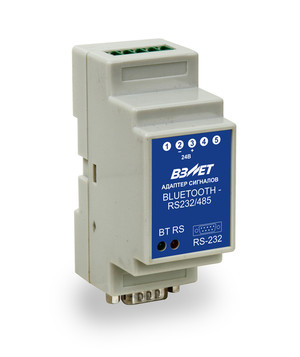 1 2 3 4 5
- +
24В
ВЗЛЕТ
АДАПТЕР СИГНАЛОВ
BLUETOOTH -
RS232/485
BT RS
RS-232